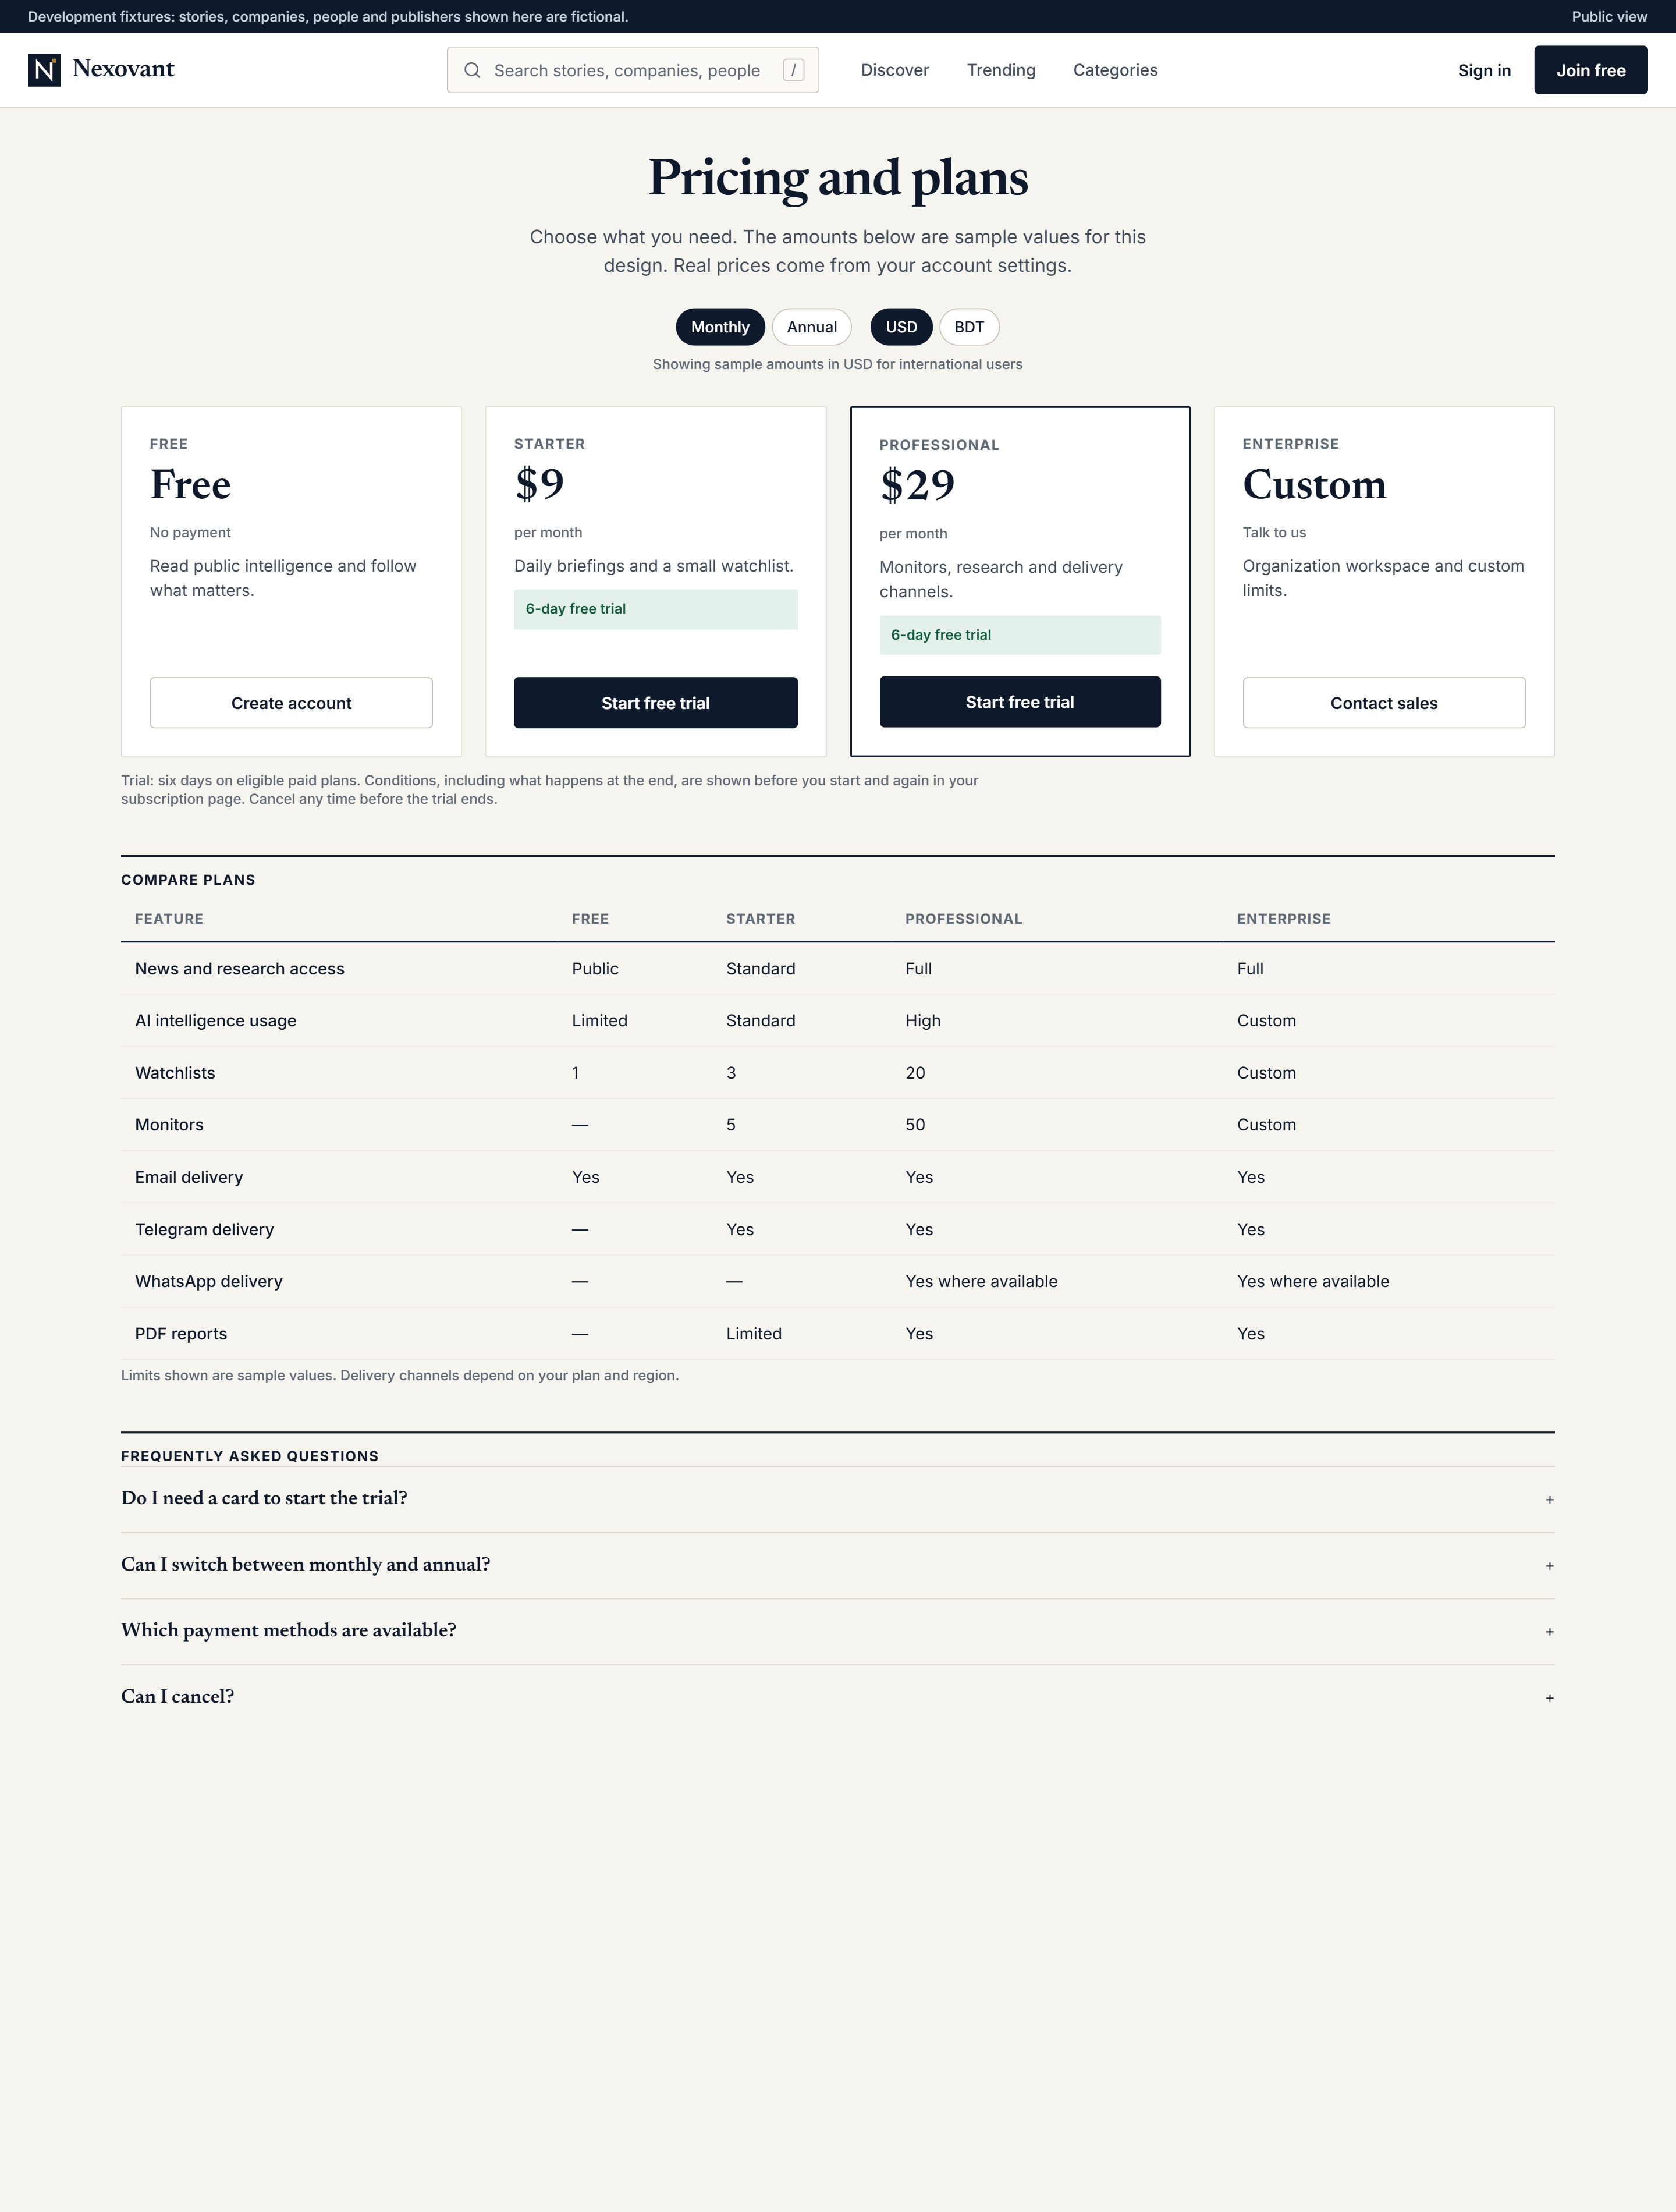 Development fixtures: stories, companies, people and publishers shown here are fictional.
Public view
Nexovant
Search stories, companies, people
/
Discover
Trending
Categories
Sign in
Join free
Pricing and plans
Choose what you need. The amounts below are sample values for this
design. Real prices come from your account settings.
Monthly
Annual
USD
BDT
Showing sample amounts in USD for international users
FREE
Free
No payment
Read public intelligence and follow
what matters.
Create account
STARTER
$9
per month
Daily briefings and a small watchlist.
6-day free trial
Start free trial
PROFESSIONAL
$29
per month
Monitors, research and delivery
channels.
6-day free trial
Start free trial
ENTERPRISE
Custom
Talk to us
Organization workspace and custom
limits.
Contact sales
Trial: six days on eligible paid plans. Conditions, including what happens at the end, are shown before you start and again in your
subscription page. Cancel any time before the trial ends.
COMPARE PLANS
FEATURE FREE STARTER PROFESSIONAL ENTERPRISE
News and research access Public Standard Full Full
AI intelligence usage Limited Standard High Custom
Watchlists 1 3 20 Custom
Monitors — 5 50 Custom
Email delivery Yes Yes Yes Yes
Telegram delivery — Yes Yes Yes
WhatsApp delivery — — Yes where available Yes where available
PDF reports — Limited Yes Yes
Limits shown are sample values. Delivery channels depend on your plan and region.
FREQUENTLY ASKED QUESTIONS
Do I need a card to start the trial? +
Can I switch between monthly and annual? +
Which payment methods are available? +
Can I cancel? +